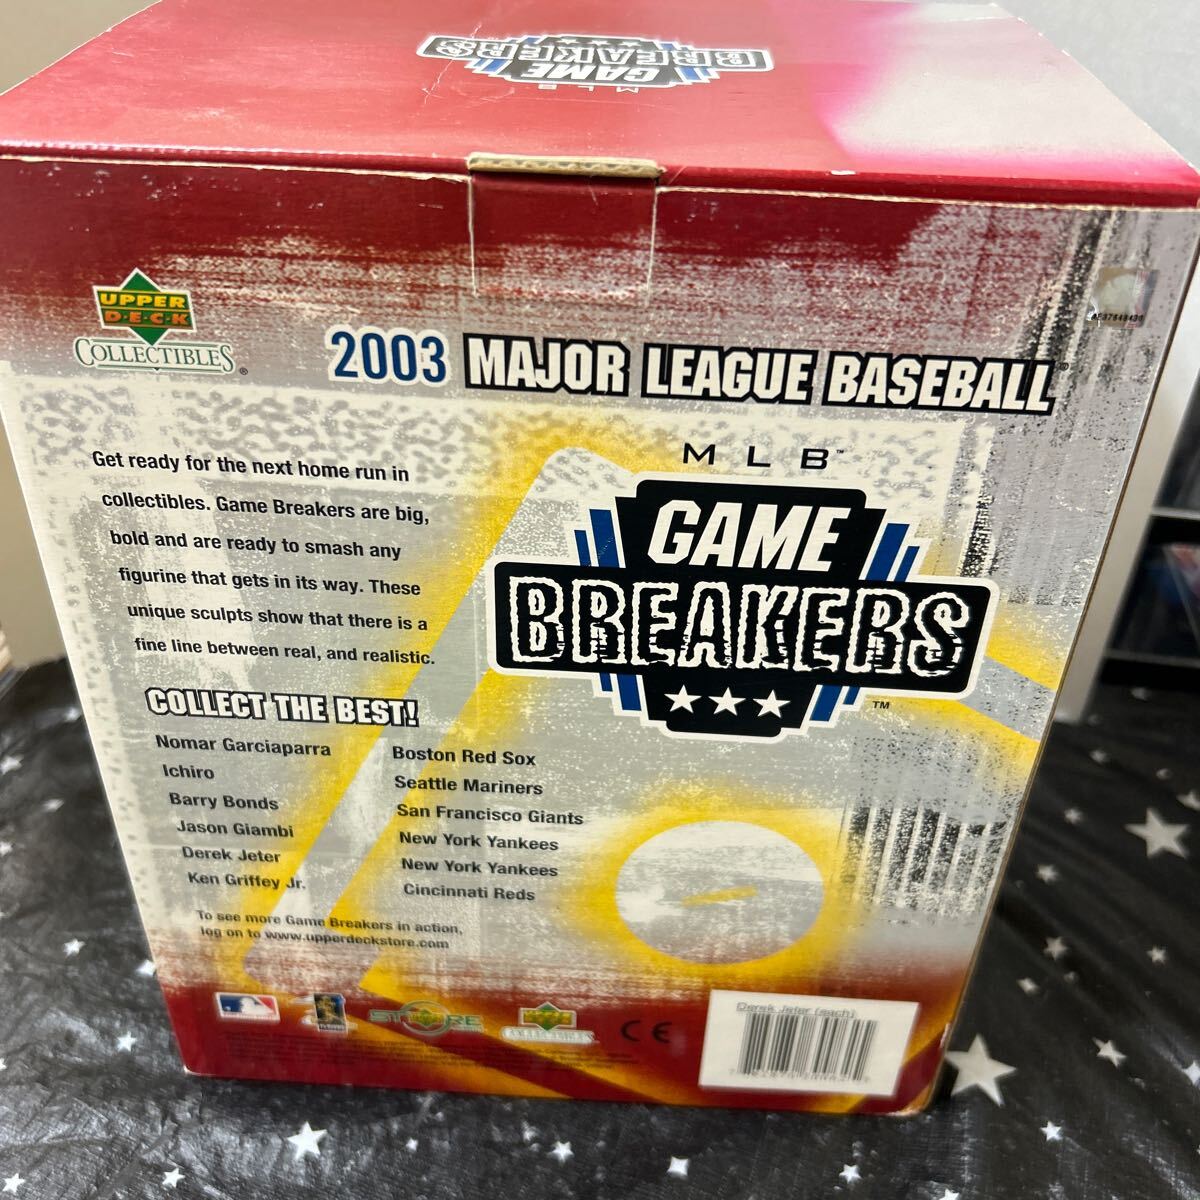 MLB
GAME
BREAKERS
UPPER
D·E·C·K
COLLECTIBLES®
2003 MAJOR LEAGUE BASEBALL
Get ready for the next home run in
collectibles. Game Breakers are big,
bold and are ready to smash any
figurine that gets in its way. These
unique sculpts show that there is a
fine line between real, and realistic.
MLB™
GAME
BREAKERS
TM
COLLECT THE BEST!
Nomar Garciaparra Boston Red Sox
Ichiro Seattle Mariners
Barry Bonds San Francisco Giants
Jason Giambi New York Yankees
Derek Jeter New York Yankees
Ken Griffey Jr. Cincinnati Reds
To see more Game Breakers in action,
log on to www.upperdeckstore.com
STORE
COLLECTIBLES
CE
Derek Jeter (each)